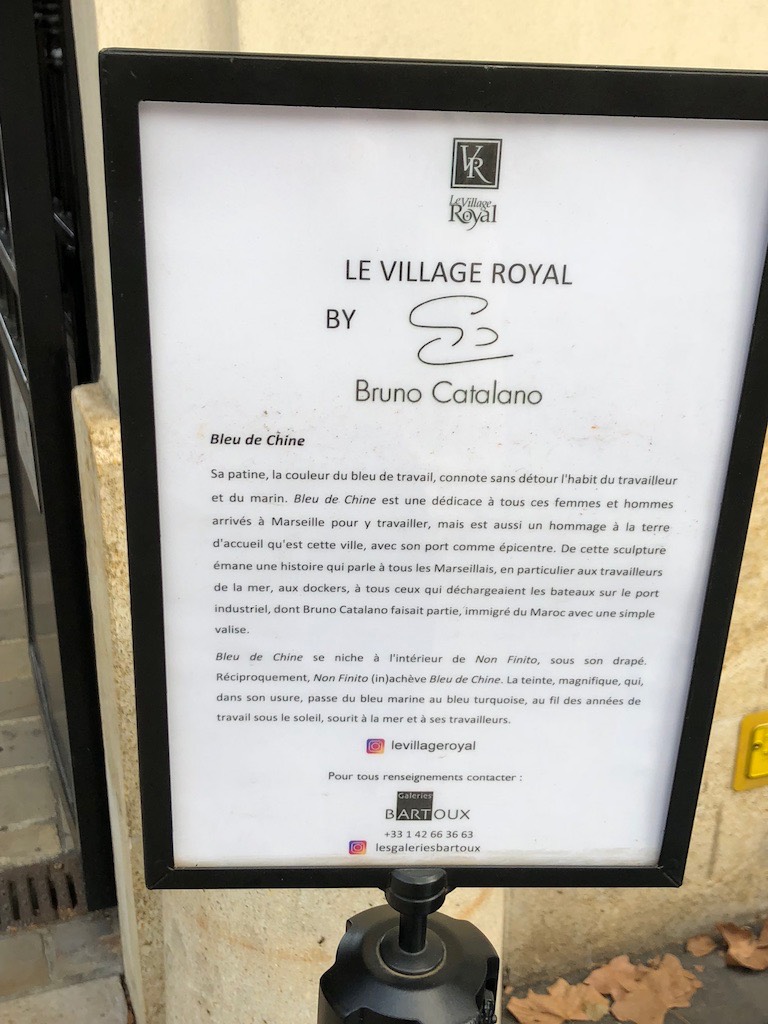 VR
Le Village
Royal
LE VILLAGE ROYAL
BY
Bruno Catalano
Bleu de Chine
Sa patine, la couleur du bleu de travail, connote sans détour l'habit du travailleur
et du marin. Bleu de Chine est une dédicace à tous ces femmes et hommes
arrivés à Marseille pour y travailler, mais est aussi un hommage à la terre
d'accueil qu'est cette ville, avec son port comme épicentre. De cette sculpture
émane une histoire qui parle à tous les Marseillais, en particulier aux travailleurs
de la mer, aux dockers, à tous ceux qui déchargeaient les bateaux sur le port
industriel, dont Bruno Catalano faisait partie, immigré du Maroc avec une simple
valise.
Bleu de Chine se niche à l'intérieur de Non Finito, sous son drapé.
Réciproquement, Non Finito (in)achève Bleu de Chine. La teinte, magnifique, qui,
dans son usure, passe du bleu marine au bleu turquoise, au fil des années de
travail sous le soleil, sourit à la mer et à ses travailleurs.
levillageroyal
Pour tous renseignements contacter :
Galeries
BARTOUX
+33 1 42 66 36 63
lesgaleriesbartoux